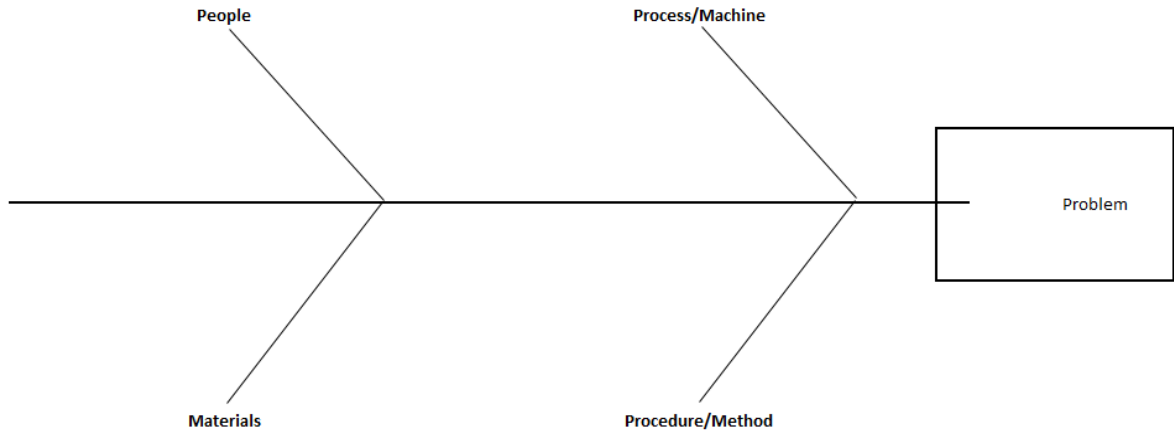 People
Process/Machine
Problem
Materials
Procedure/Method